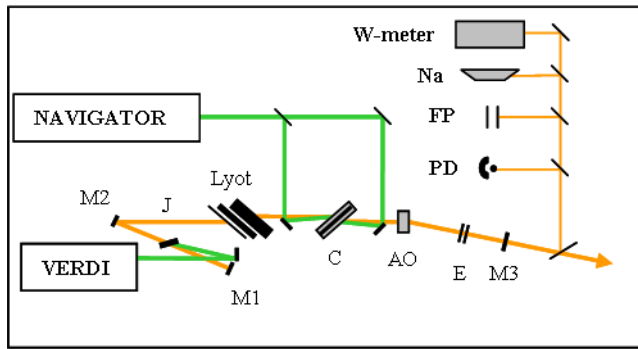 W-meter
Na
NAVIGATOR
FP
Lyot
PD
J
M2
VERDI
C
AO
E
M3
M1